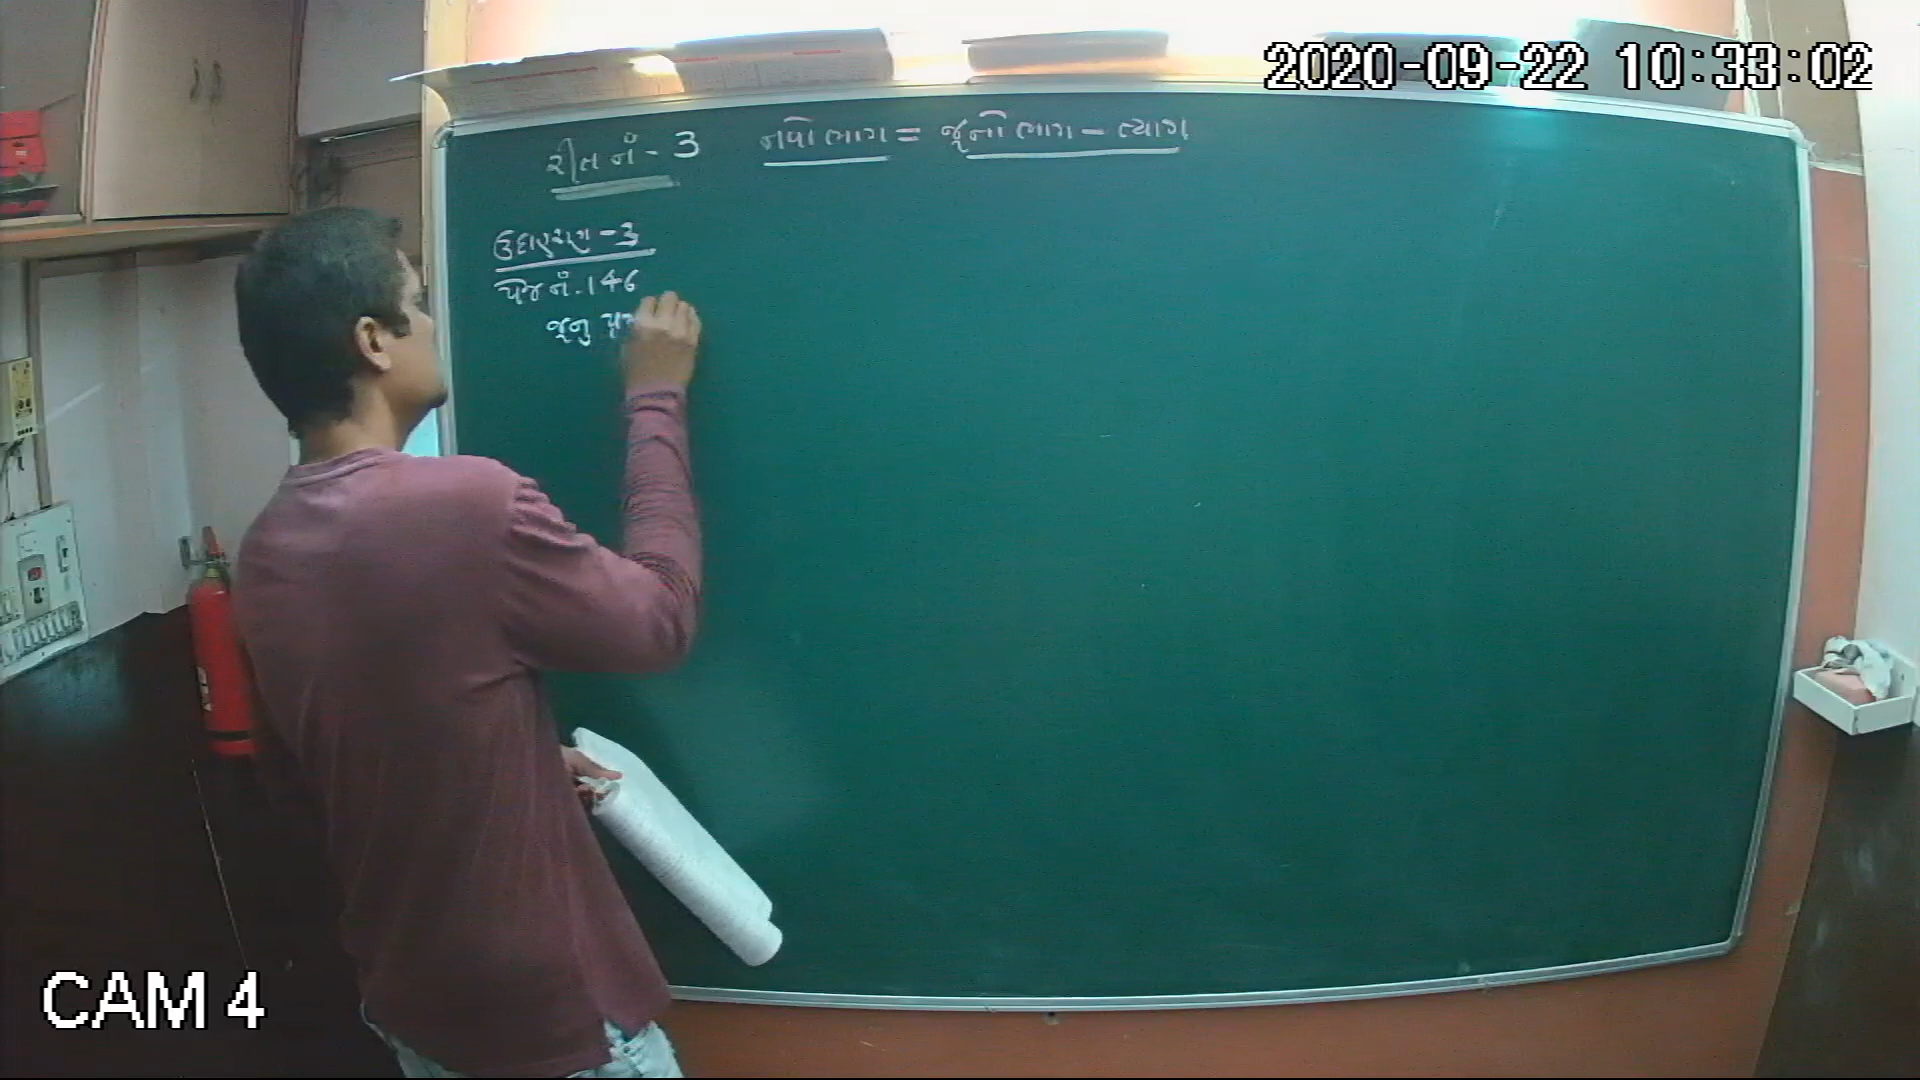 2020-09-22 10:33:02
રીત નં - 3 નવો ભાગ = જૂનો ભાગ - ત્યાગ
ઉદાહરણ - 3
પેજ નં. 146
જૂનુ
CAM 4